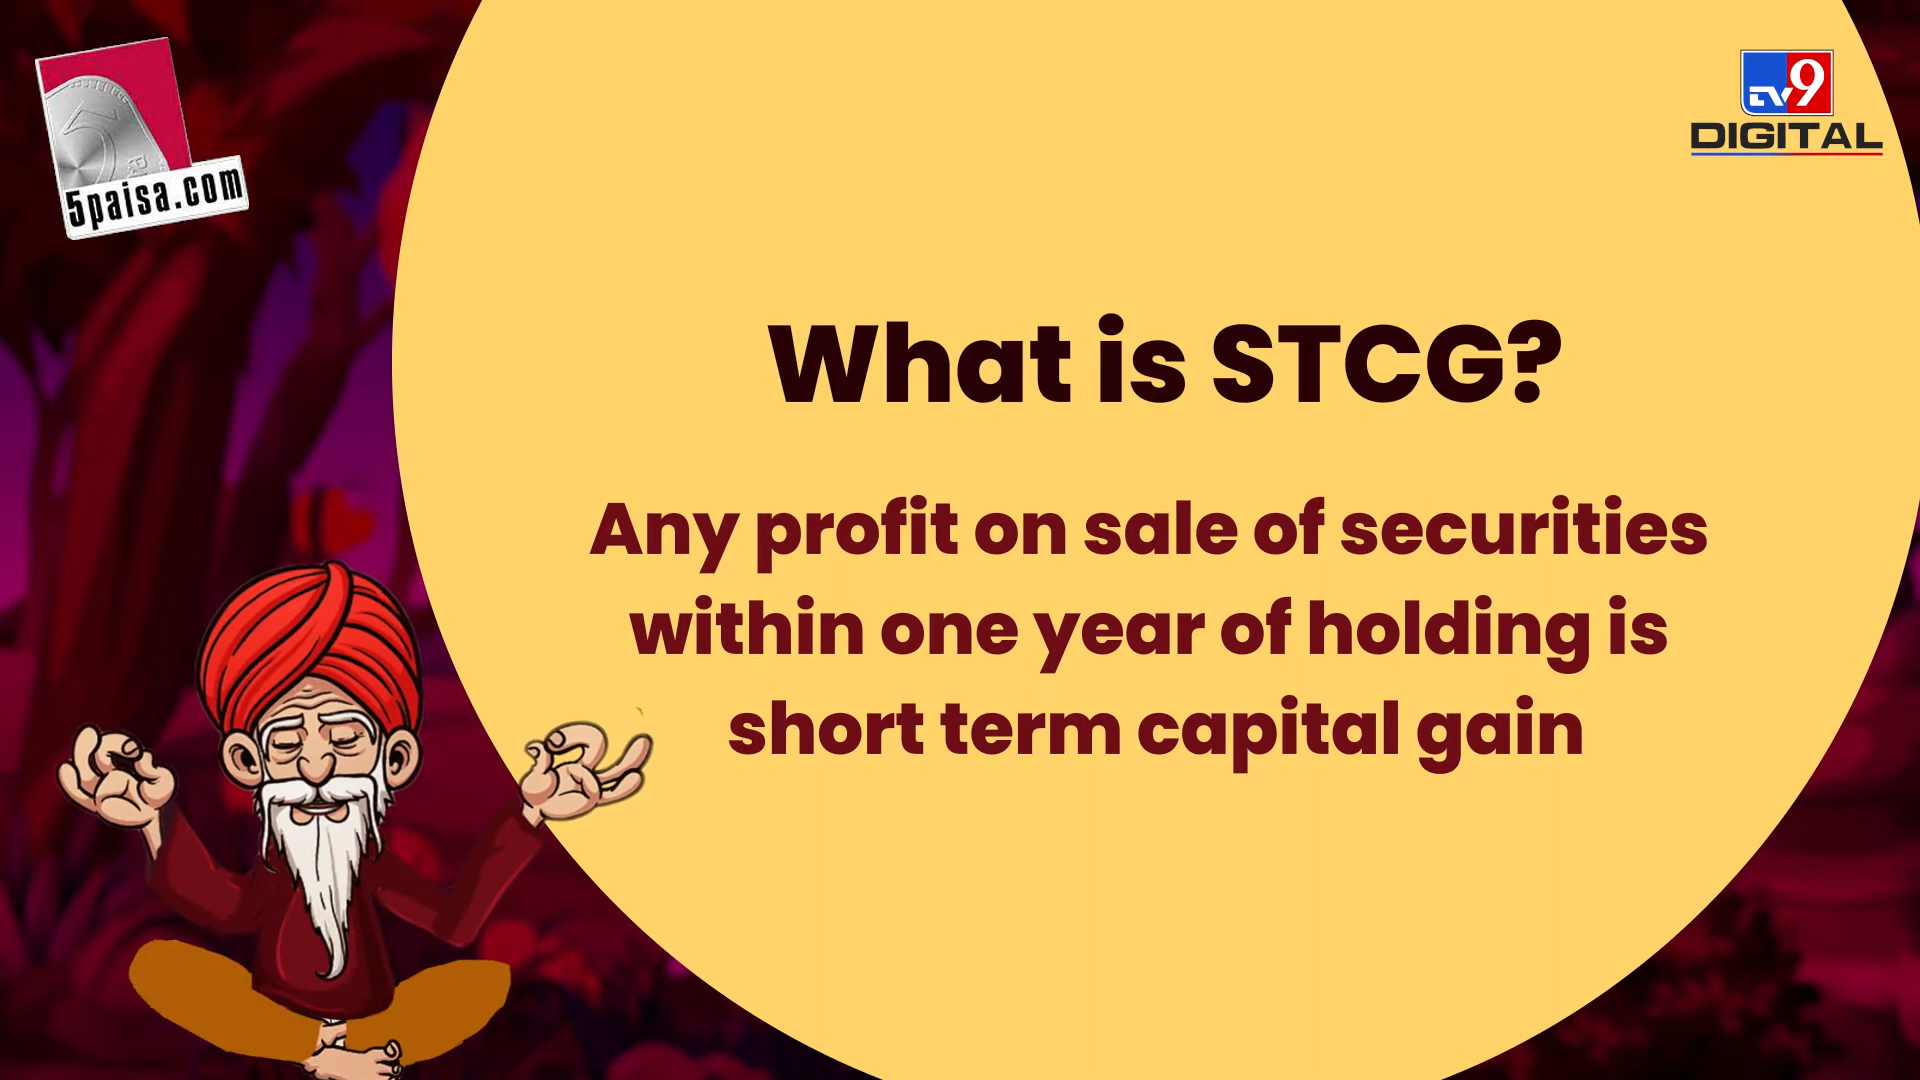 5paisa.com
TV9
DIGITAL
What is STCG?
Any profit on sale of securities
within one year of holding is
short term capital gain